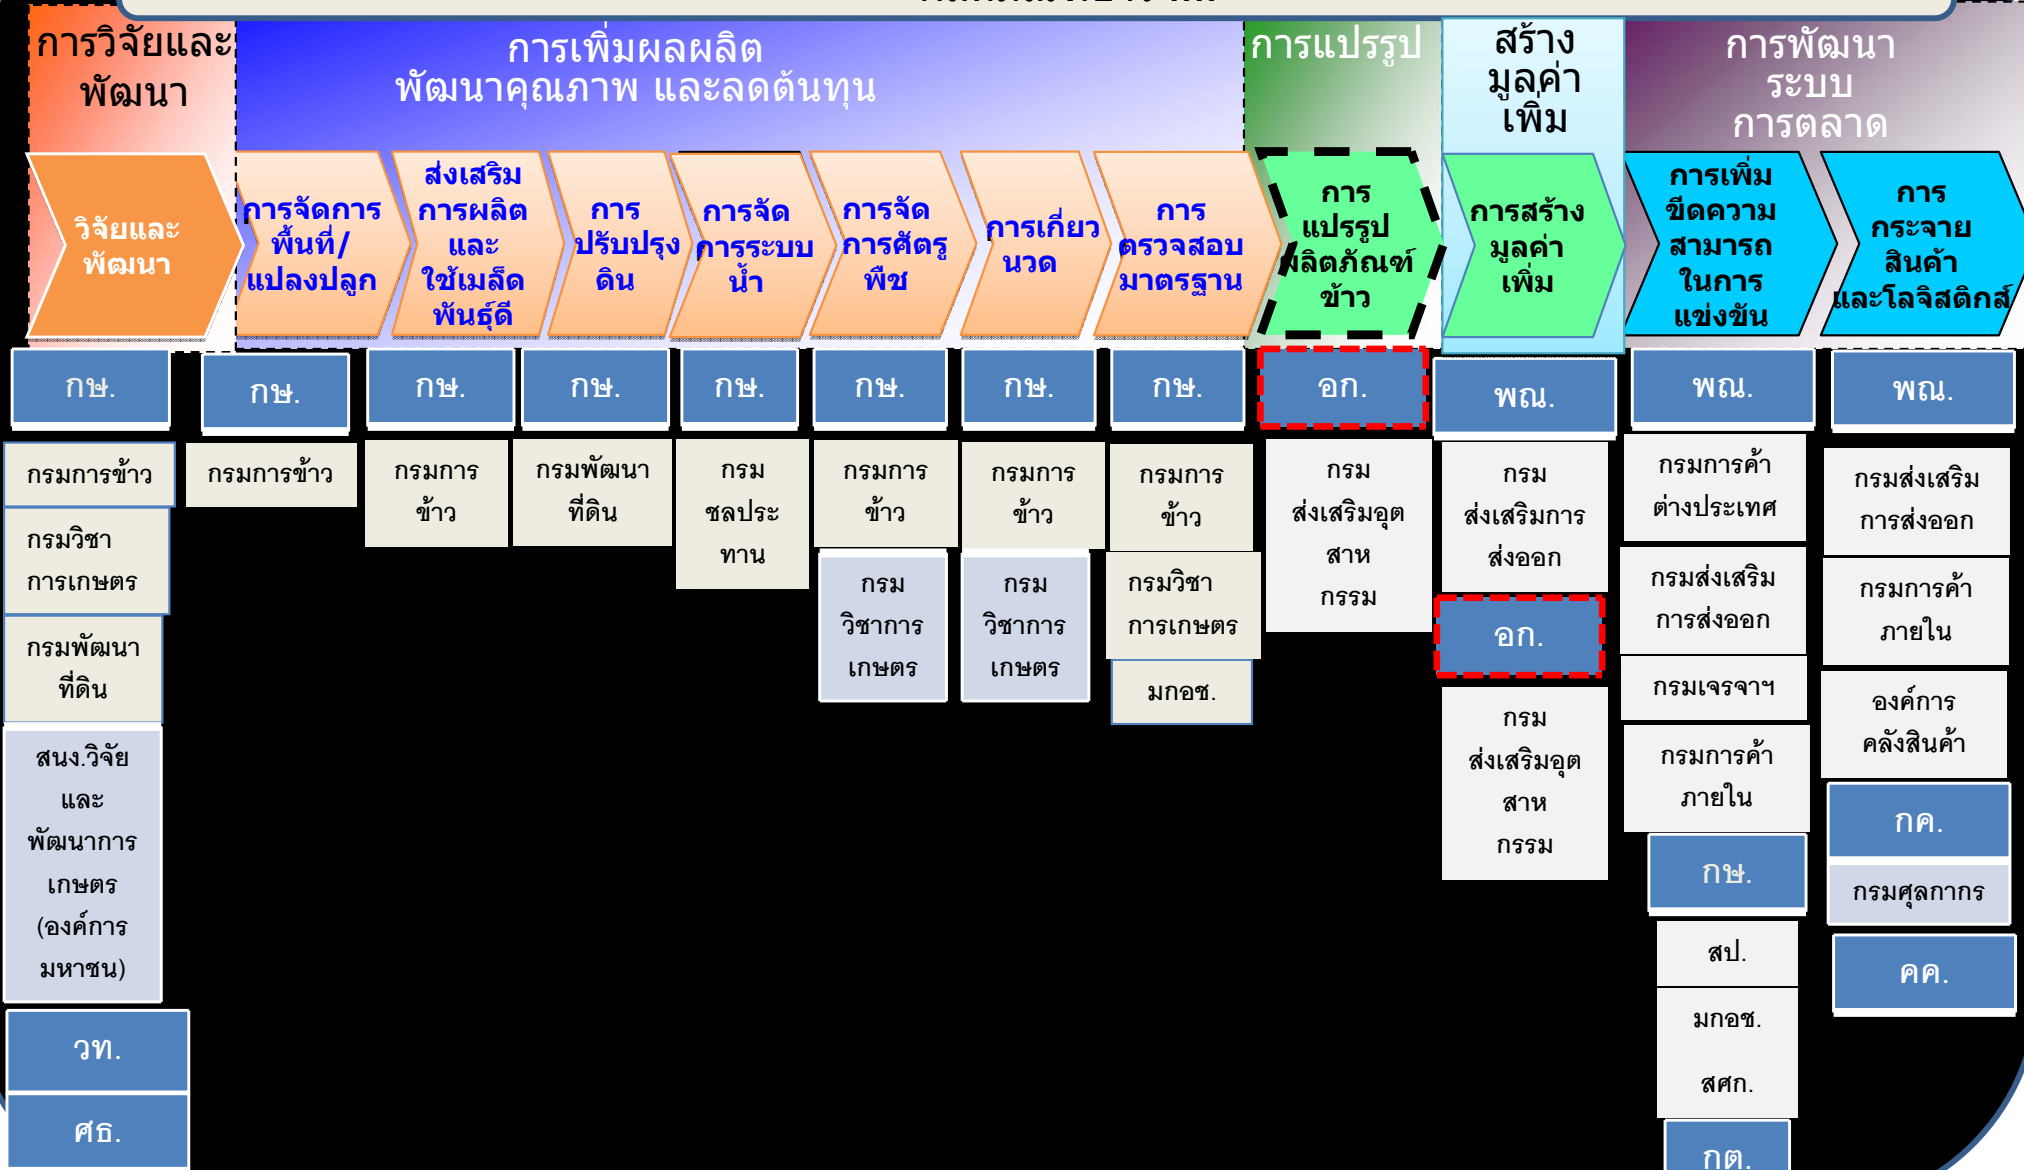 การวิจัยและ
พัฒนา
การเพิ่มผลผลิต
พัฒนาคุณภาพ และลดต้นทุน
การแปรรูป
สร้าง
มูลค่า
เพิ่ม
การพัฒนา
ระบบ
การตลาด
วิจัยและ
พัฒนา
การจัดการ
พื้นที่/
แปลงปลูก
ส่งเสริม
การผลิต
และ
ใช้เมล็ด
พันธุ์ดี
การ
ปรับปรุง
ดิน
การจัด
การระบบ
น้ำ
การจัด
การศัตรู
พืช
การเกี่ยว
นวด
การ
ตรวจสอบ
มาตรฐาน
การ
แปรรูป
ผลิตภัณฑ์
ข้าว
การสร้าง
มูลค่า
เพิ่ม
การเพิ่ม
ขีดความ
สามารถ
ในการ
แข่งขัน
การ
กระจาย
สินค้า
และโลจิสติกส์
กษ.
กษ.
กษ.
กษ.
กษ.
กษ.
กษ.
กษ.
อก.
พณ.
พณ.
พณ.
กรมการข้าว
กรมวิชา
การเกษตร
กรมพัฒนา
ที่ดิน
สนง.วิจัย
และ
พัฒนาการ
เกษตร
(องค์การ
มหาชน)
วท.
ศธ.
กรมการข้าว
กรมการ
ข้าว
กรมพัฒนา
ที่ดิน
กรม
ชลประ
ทาน
กรมการ
ข้าว
กรม
วิชาการ
เกษตร
กรมการ
ข้าว
กรม
วิชาการ
เกษตร
กรมการ
ข้าว
กรมวิชา
การเกษตร
มกอช.
กรม
ส่งเสริมอุต
สาห
กรรม
กรม
ส่งเสริมการ
ส่งออก
อก.
กรม
ส่งเสริมอุต
สาห
กรรม
กรมการค้า
ต่างประเทศ
กรมส่งเสริม
การส่งออก
กรมเจรจาฯ
กรมการค้า
ภายใน
กษ.
สป.
มกอช.
สศก.
กต.
กรมส่งเสริม
การส่งออก
กรมการค้า
ภายใน
องค์การ
คลังสินค้า
กค.
กรมศุลกากร
คค.